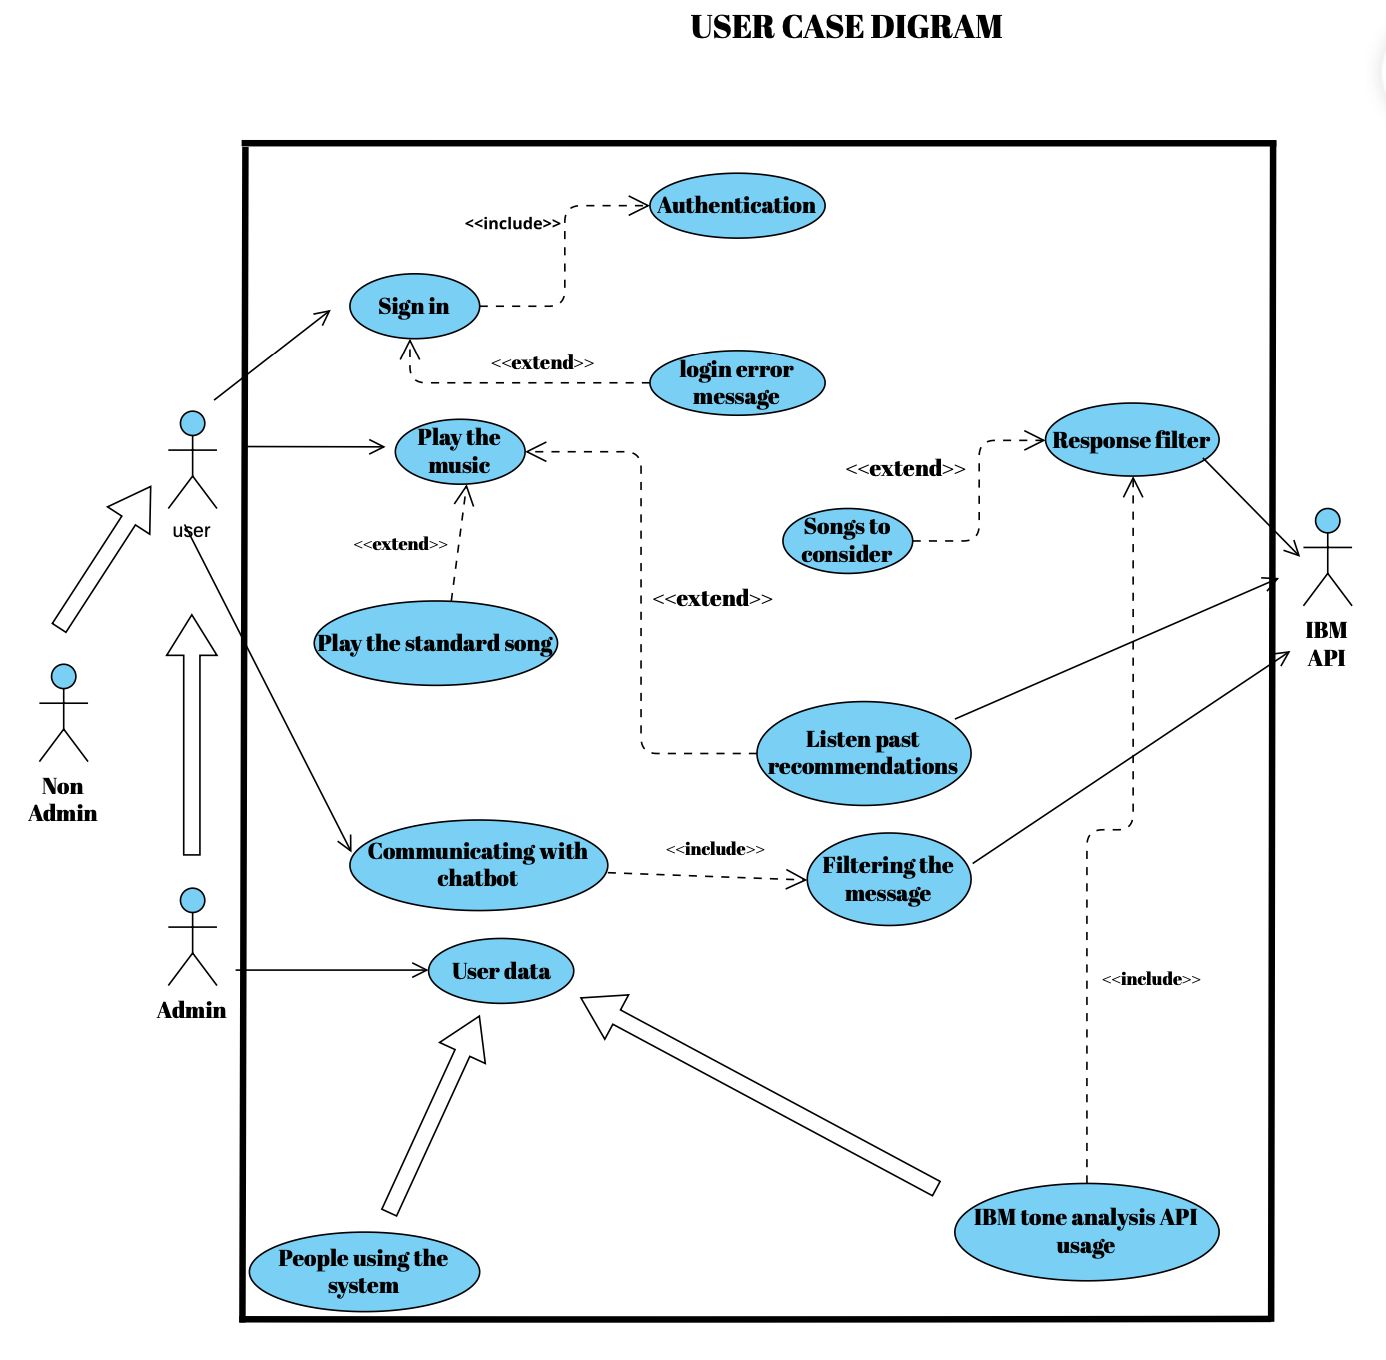 USER CASE DIGRAM
Authentication
<<include>>
Sign in
<<extend>>
login error
message
Play the
music
Response filter
<<extend>>
Songs to
consider
user
<<extend>>
<<extend>>
IBM
API
Play the standard song
Listen past
recommendations
Non
Admin
Communicating with
chatbot
<<include>>
Filtering the
message
User data
<<include>>
Admin
IBM tone analysis API
usage
People using the
system